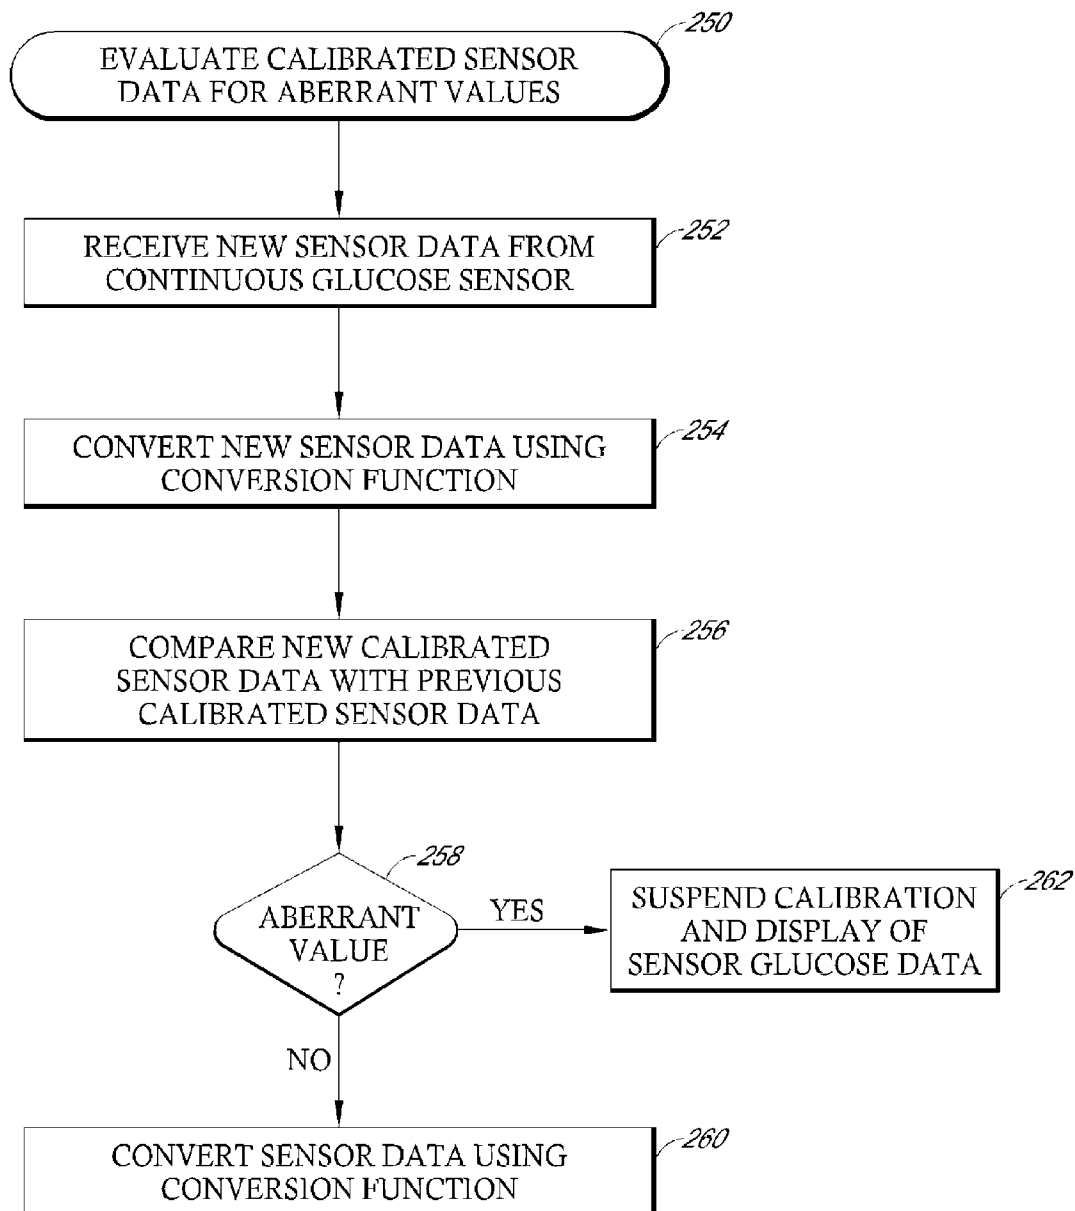 250
EVALUATE CALIBRATED SENSOR
DATA FOR ABERRANT VALUES
252
RECEIVE NEW SENSOR DATA FROM
CONTINUOUS GLUCOSE SENSOR
254
CONVERT NEW SENSOR DATA USING
CONVERSION FUNCTION
256
COMPARE NEW CALIBRATED
SENSOR DATA WITH PREVIOUS
CALIBRATED SENSOR DATA
258
ABERRANT
VALUE
?
YES
262
SUSPEND CALIBRATION
AND DISPLAY OF
SENSOR GLUCOSE DATA
NO
260
CONVERT SENSOR DATA USING
CONVERSION FUNCTION